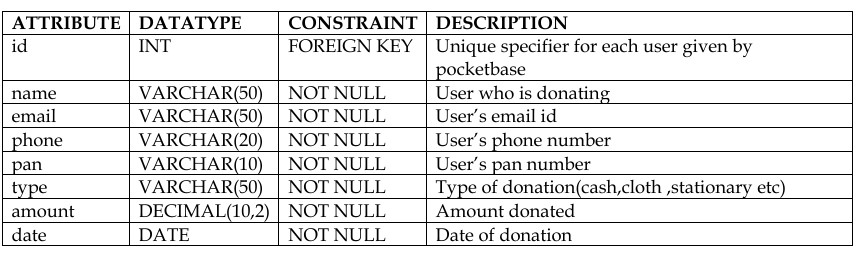 ATTRIBUTE DATATYPE CONSTRAINT DESCRIPTION
id INT FOREIGN KEY Unique specifier for each user given by
pocketbase
name VARCHAR(50) NOT NULL User who is donating
email VARCHAR(50) NOT NULL User’s email id
phone VARCHAR(20) NOT NULL User’s phone number
pan VARCHAR(10) NOT NULL User’s pan number
type VARCHAR(50) NOT NULL Type of donation(cash,cloth ,stationary etc)
amount DECIMAL(10,2) NOT NULL Amount donated
date DATE NOT NULL Date of donation